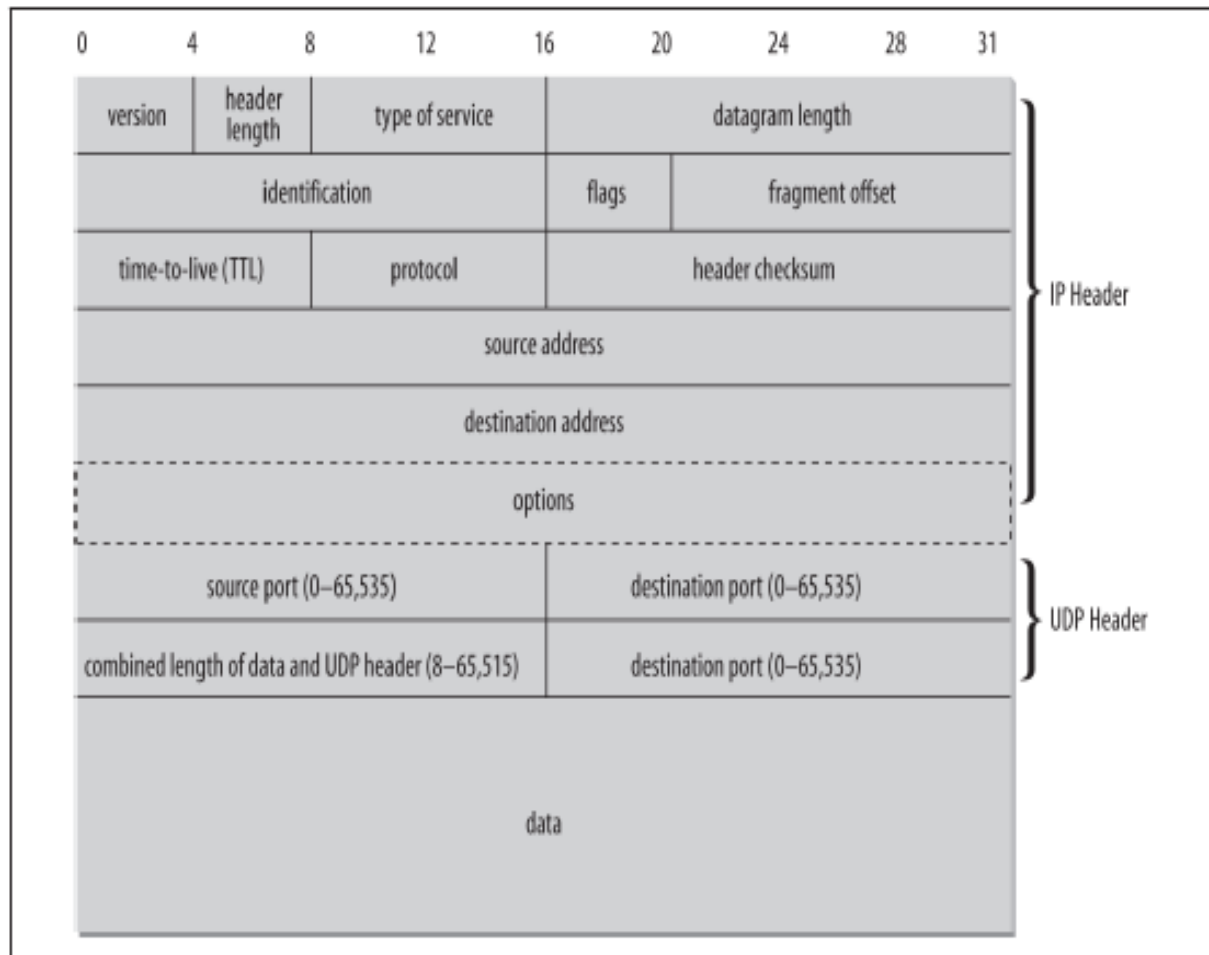 0 4 8 12 16 20 24 28 31
version header length type of service datagram length
identification flags fragment offset
time-to-live (TTL) protocol header checksum
IP Header
source address
destination address
options
source port (0–65,535) destination port (0–65,535)
UDP Header
combined length of data and UDP header (8–65,515) destination port (0–65,535)
data